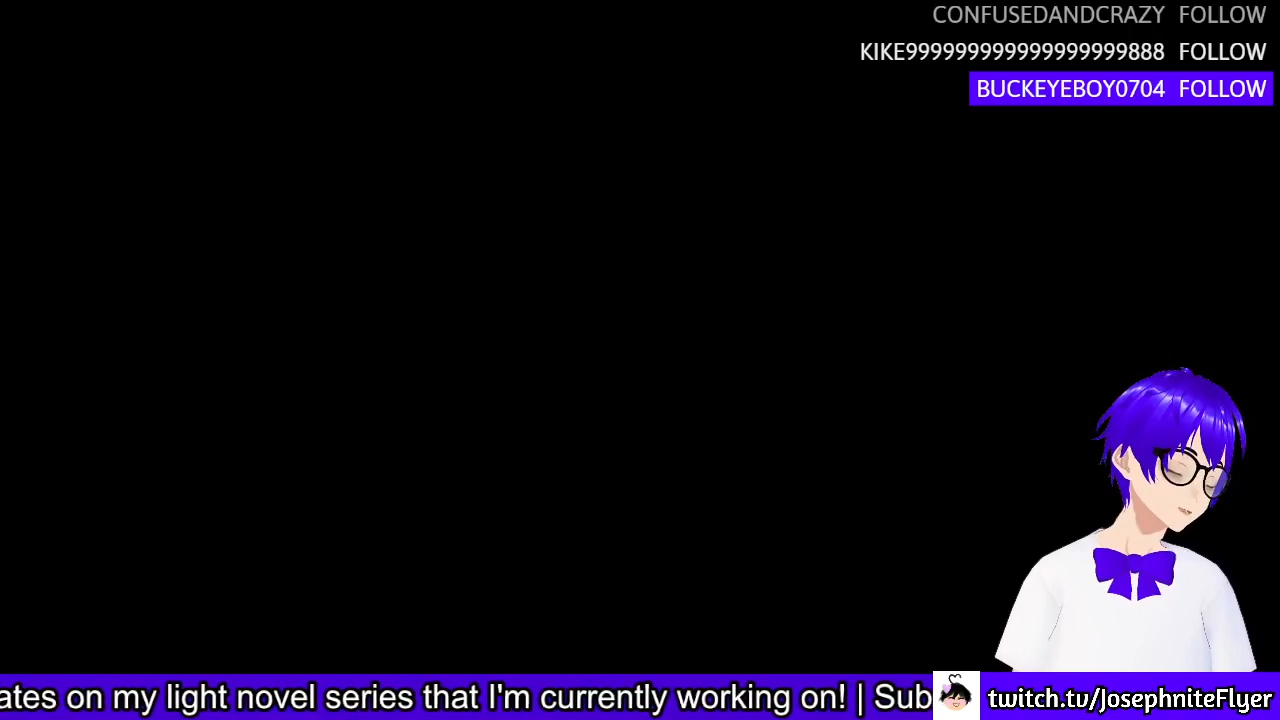 CONFUSEDANDCRAZY FOLLOW
KIKE999999999999999999888 FOLLOW
BUCKEYEBOY0704 FOLLOW
ates on my light novel series that I'm currently working on! | Sub
twitch.tv/JosephniteFlyer